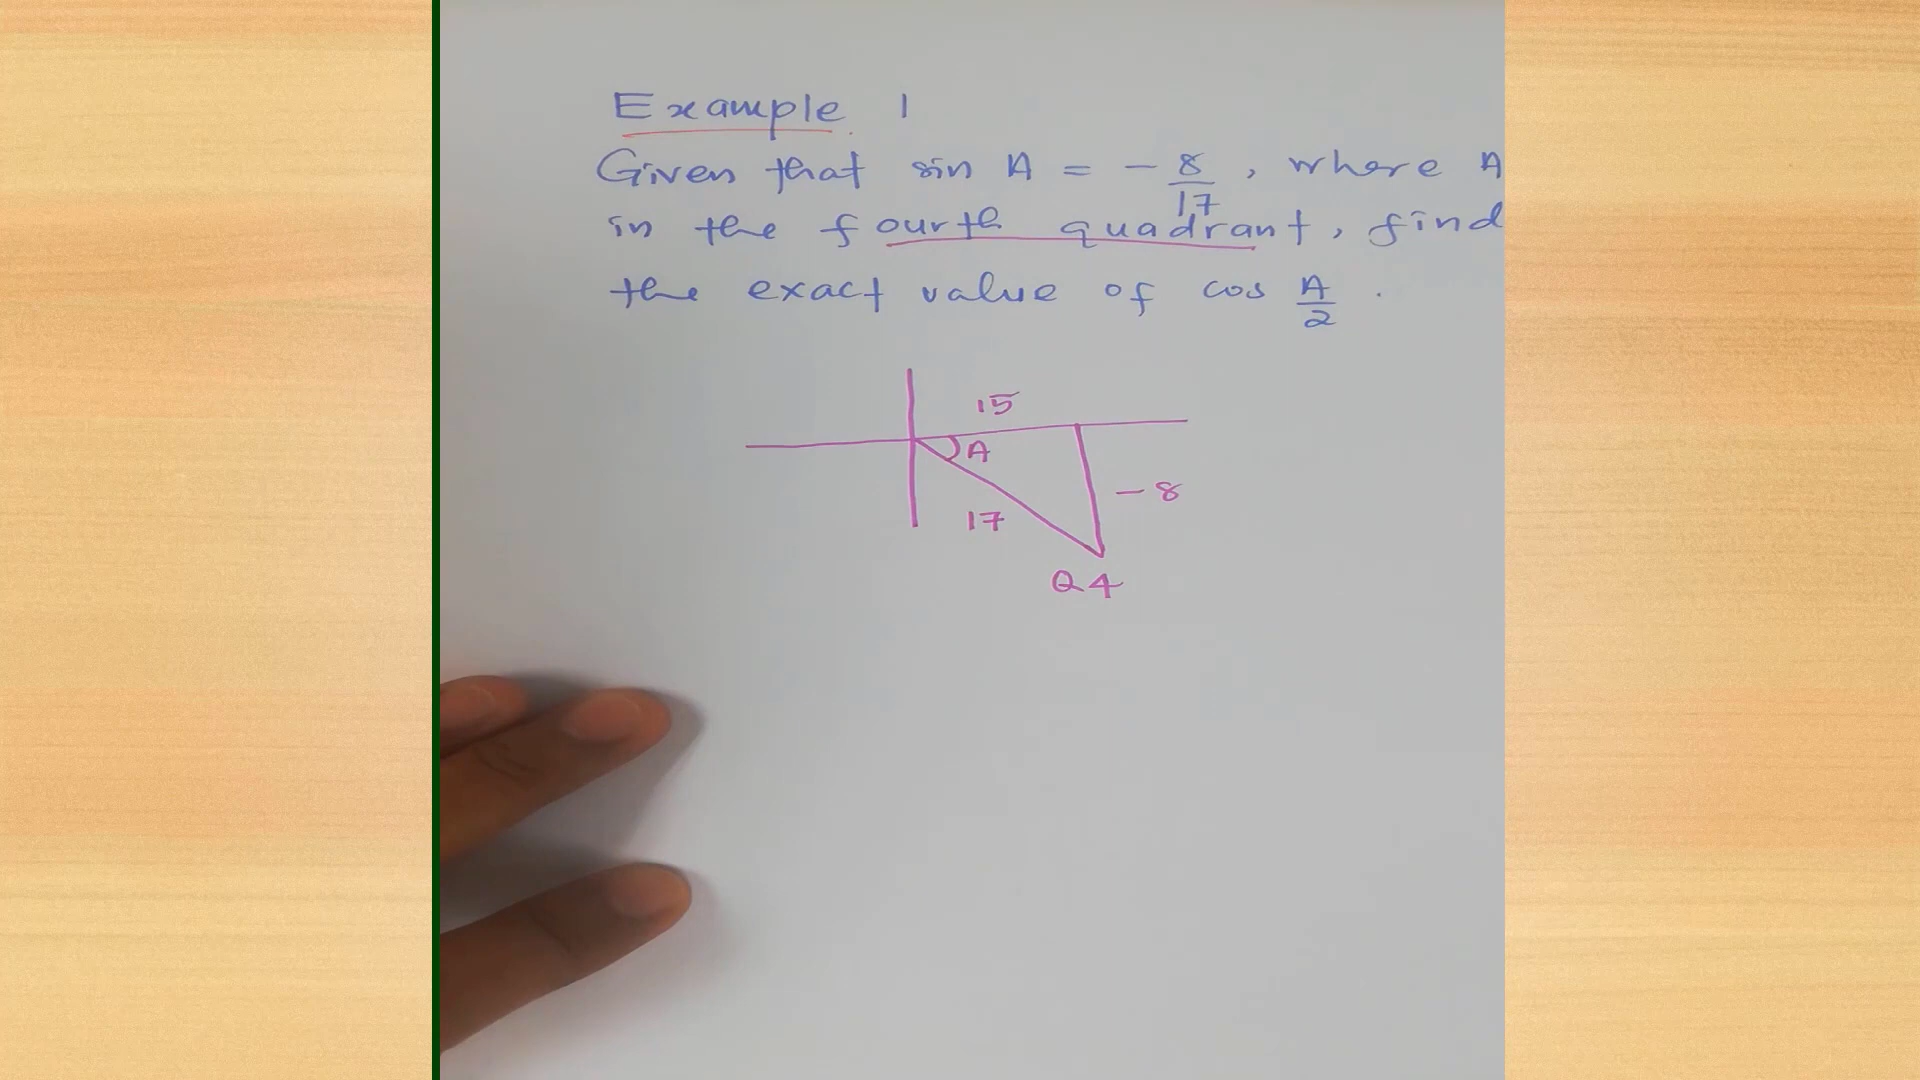 Example 1
Given that sin A = - 8/17, where A
in the fourth quadrant, find
the exact value of cos A/2.
15
A
- 8
17
Q4